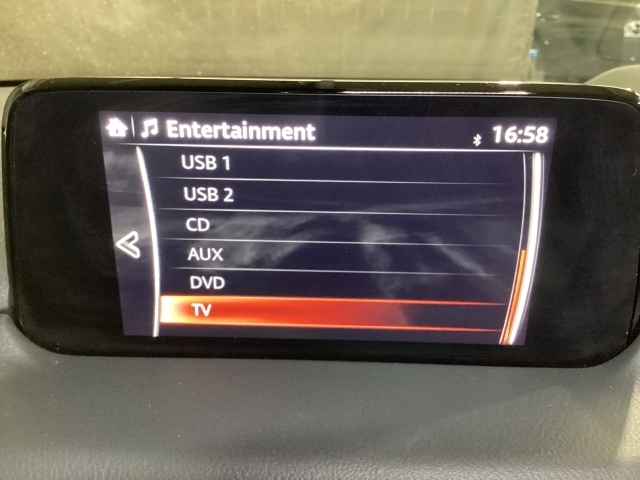 Entertainment 16:58
USB 1
USB 2
CD
AUX
DVD
TV